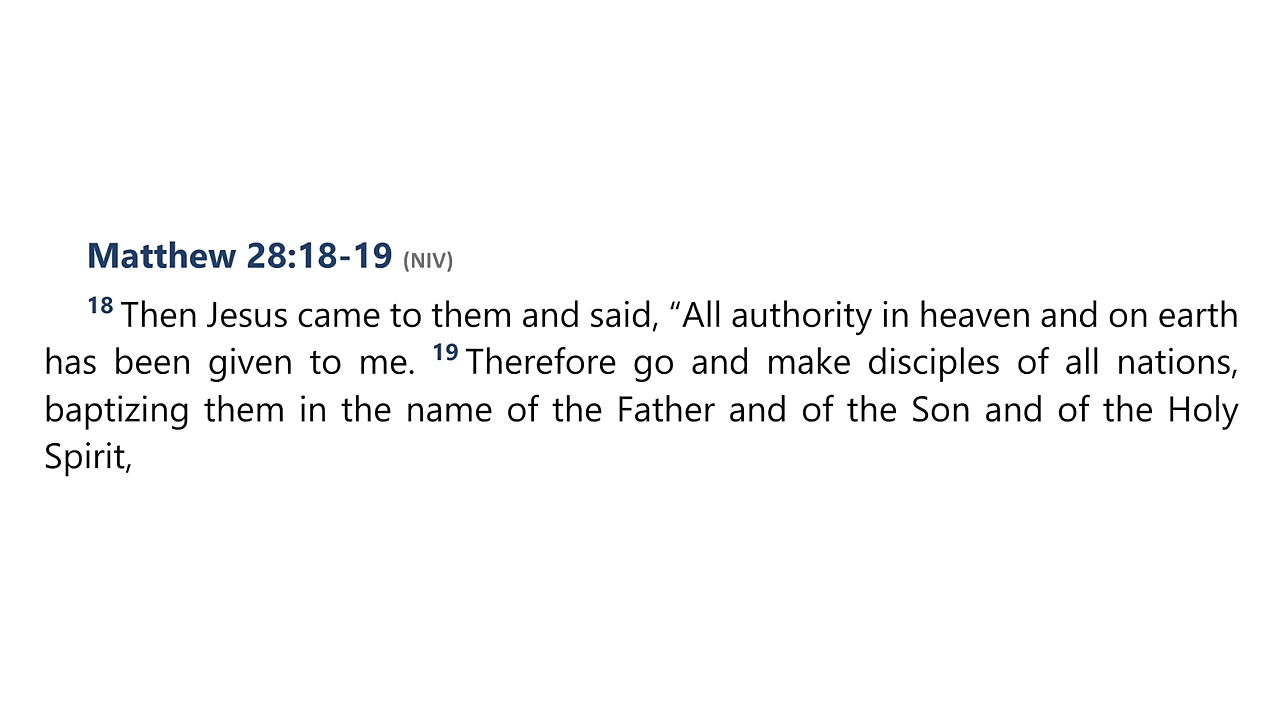 Matthew 28:18-19 (NIV)
18 Then Jesus came to them and said, “All authority in heaven and on earth
has been given to me. 19 Therefore go and make disciples of all nations,
baptizing them in the name of the Father and of the Son and of the Holy
Spirit,